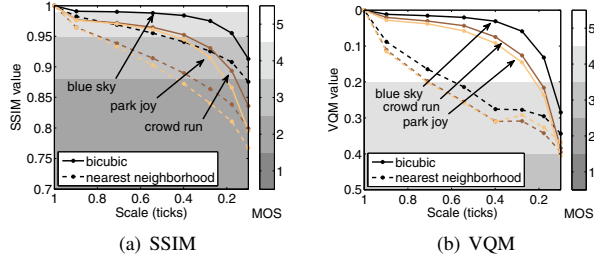 1
0.95
0.9
0.85
0.8
0.75
0.7
SSIM value
blue sky
park joy
crowd run
bicubic
nearest neighborhood
1 0.8 0.6 0.4 0.2
Scale (ticks)
5
4
3
2
1
MOS
(a) SSIM
0
0.1
0.2
0.3
0.4
0.5
VQM value
blue sky
crowd run
park joy
bicubic
nearest neighborhood
1 0.8 0.6 0.4 0.2
Scale (ticks)
5
4
3
2
1
MOS
(b) VQM